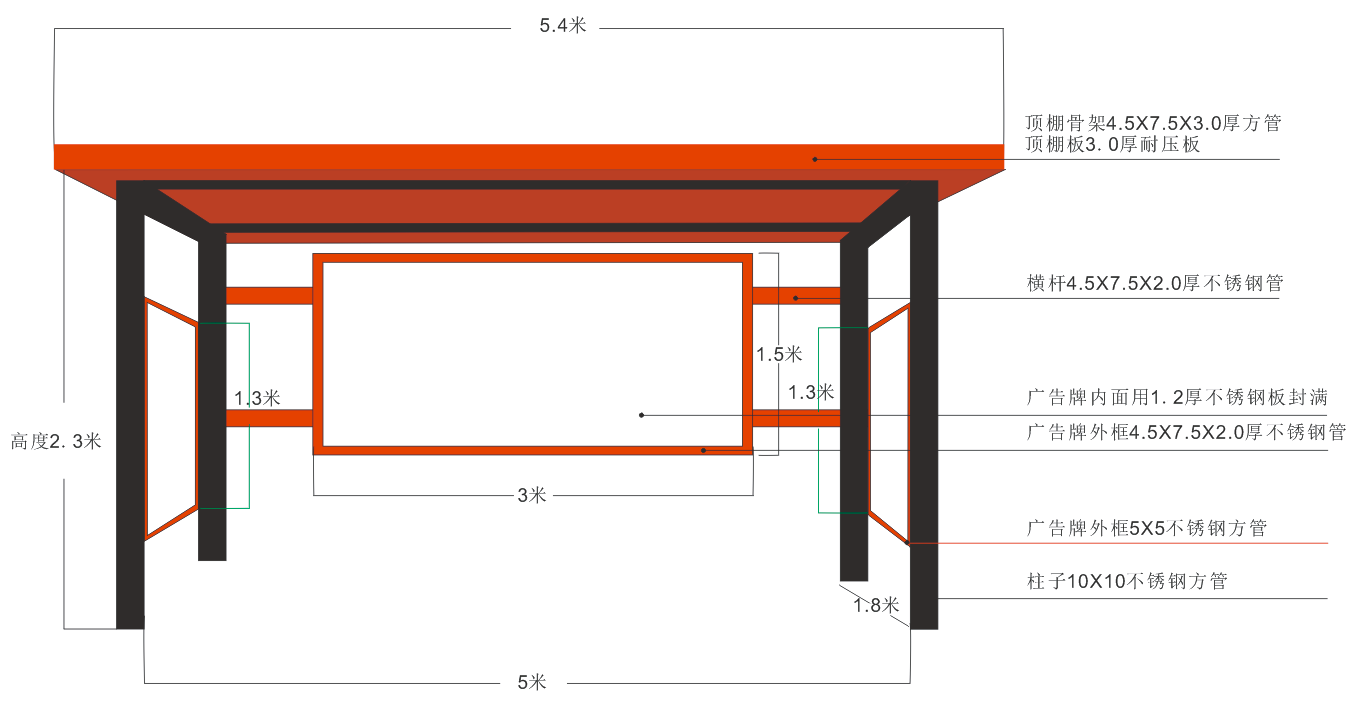 5.4米
顶棚骨架4.5X7.5X3.0厚方管
顶棚板3.0厚耐压板
横杆4.5X7.5X2.0厚不锈钢管
1.5米
1.3米
1.3米
广告牌内面用1.2厚不锈钢板封满
广告牌外框4.5X7.5X2.0厚不锈钢管
高度2.3米
3米
广告牌外框5X5不锈钢方管
柱子10X10不锈钢方管
1.8米
5米